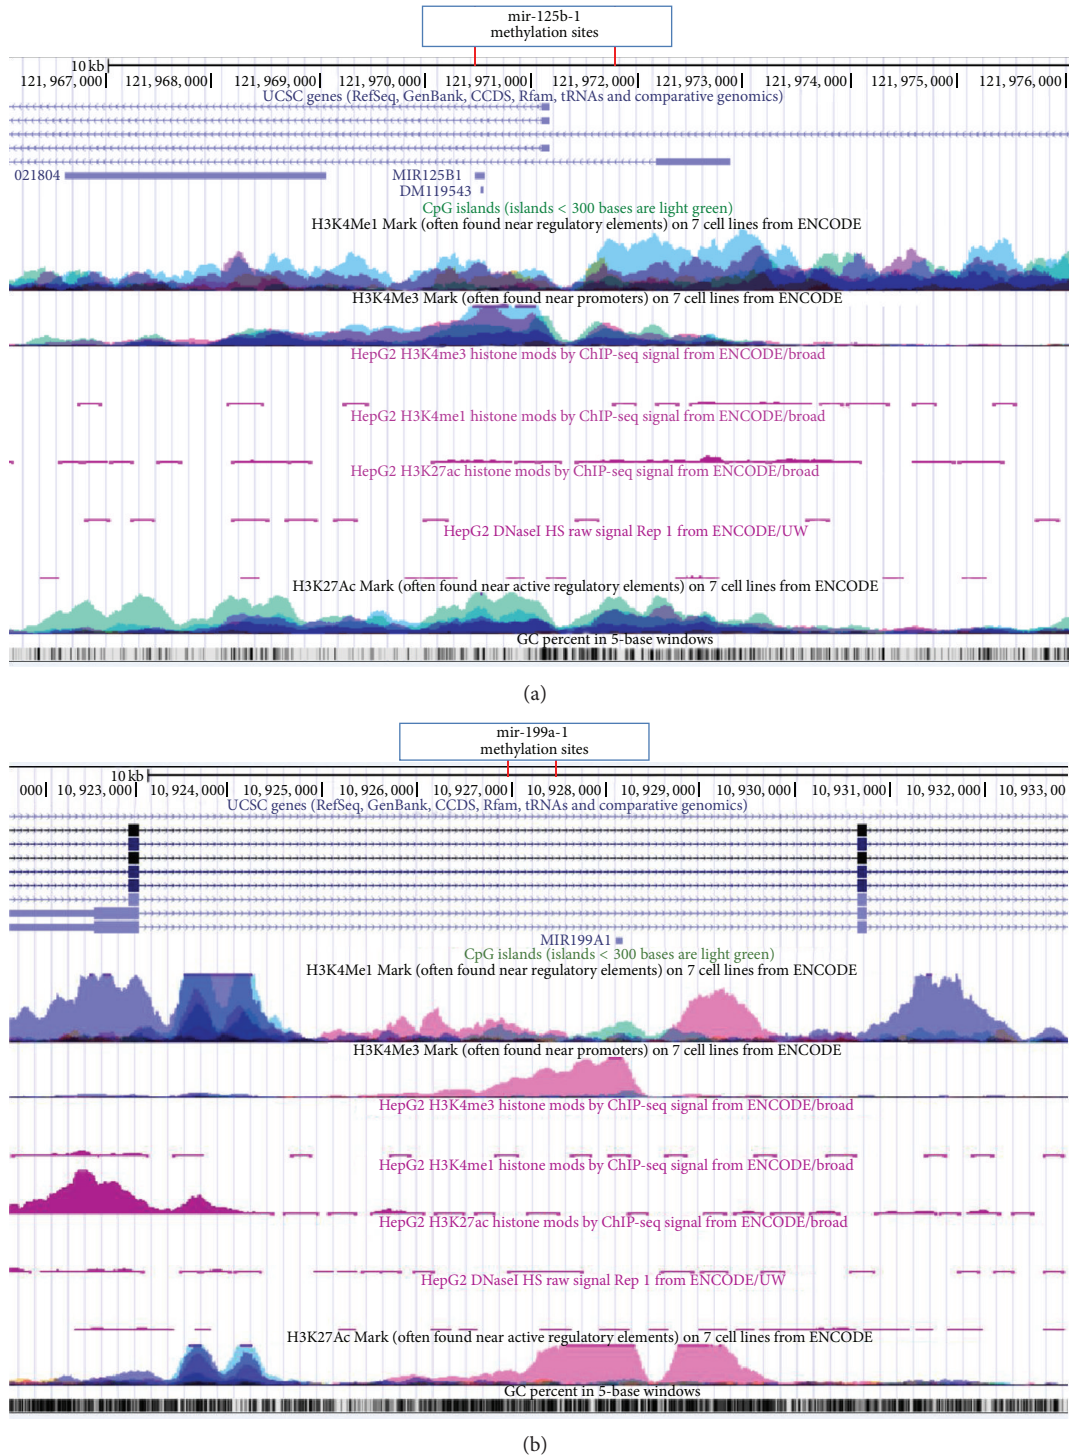 mir-125b-1
methylation sites
10 kb
121,967,000 121,968,000 121,969,000 121,970,000 121,971,000 121,972,000 121,973,000 121,974,000 121,975,000 121,976,000
UCSC genes (RefSeq, GenBank, CCDS, Rfam, tRNAs and comparative genomics)
021804 MIR125B1
DM119543
CpG islands (islands < 300 bases are light green)
H3K4Me1 Mark (often found near regulatory elements) on 7 cell lines from ENCODE
H3K4Me3 Mark (often found near promoters) on 7 cell lines from ENCODE
HepG2 H3K4me3 histone mods by ChIP-seq signal from ENCODE/broad
HepG2 H3K4me1 histone mods by ChIP-seq signal from ENCODE/broad
HepG2 H3K27ac histone mods by ChIP-seq signal from ENCODE/broad
HepG2 DNaseI HS raw signal Rep 1 from ENCODE/UW
H3K27Ac Mark (often found near active regulatory elements) on 7 cell lines from ENCODE
GC percent in 5-base windows
(a)
mir-199a-1
methylation sites
10 kb
000 10,923,000 10,924,000 10,925,000 10,926,000 10,927,000 10,928,000 10,929,000 10,930,000 10,931,000 10,932,000 10,933,00
UCSC genes (RefSeq, GenBank, CCDS, Rfam, tRNAs and comparative genomics)
MIR199A1
CpG islands (islands < 300 bases are light green)
H3K4Me1 Mark (often found near regulatory elements) on 7 cell lines from ENCODE
H3K4Me3 Mark (often found near promoters) on 7 cell lines from ENCODE
HepG2 H3K4me3 histone mods by ChIP-seq signal from ENCODE/broad
HepG2 H3K4me1 histone mods by ChIP-seq signal from ENCODE/broad
HepG2 H3K27ac histone mods by ChIP-seq signal from ENCODE/broad
HepG2 DNaseI HS raw signal Rep 1 from ENCODE/UW
H3K27Ac Mark (often found near active regulatory elements) on 7 cell lines from ENCODE
GC percent in 5-base windows
(b)